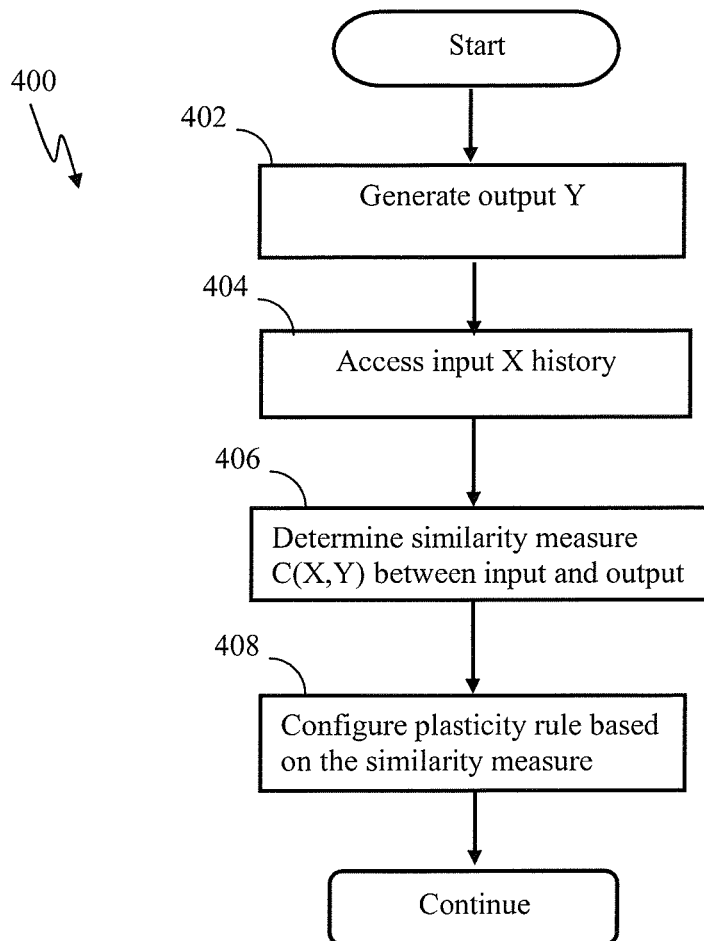 Start
400
402
Generate output Y
404
Access input X history
406
Determine similarity measure
C(X,Y) between input and output
408
Configure plasticity rule based
on the similarity measure
Continue